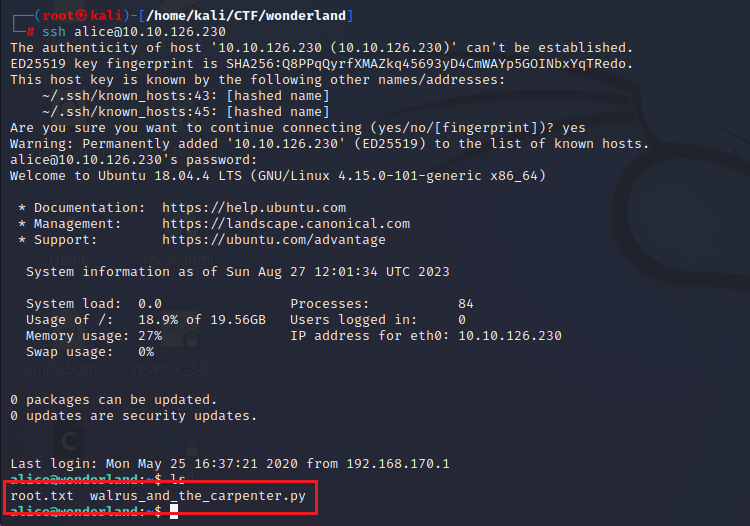 ┌──(root㉿kali)-[/home/kali/CTF/wonderland]
└─# ssh alice@10.10.126.230
The authenticity of host '10.10.126.230 (10.10.126.230)' can't be established.
ED25519 key fingerprint is SHA256:Q8PPqQyrfXMAZkq45693yD4CmWAYp5GOINbxYqTRedo.
This host key is known by the following other names/addresses:
    ~/.ssh/known_hosts:43: [hashed name]
    ~/.ssh/known_hosts:45: [hashed name]
Are you sure you want to continue connecting (yes/no/[fingerprint])? yes
Warning: Permanently added '10.10.126.230' (ED25519) to the list of known hosts.
alice@10.10.126.230's password:
Welcome to Ubuntu 18.04.4 LTS (GNU/Linux 4.15.0-101-generic x86_64)
 * Documentation:  https://help.ubuntu.com
 * Management:     https://landscape.canonical.com
 * Support:        https://ubuntu.com/advantage
  System information as of Sun Aug 27 12:01:34 UTC 2023
  System load:  0.0                Processes:           84
  Usage of /:   18.9% of 19.56GB   Users logged in:     0
  Memory usage: 27%                IP address for eth0: 10.10.126.230
  Swap usage:   0%
0 packages can be updated.
0 updates are security updates.
Last login: Mon May 25 16:37:21 2020 from 192.168.170.1
alice@wonderland:~$ ls
root.txt  walrus_and_the_carpenter.py
alice@wonderland:~$